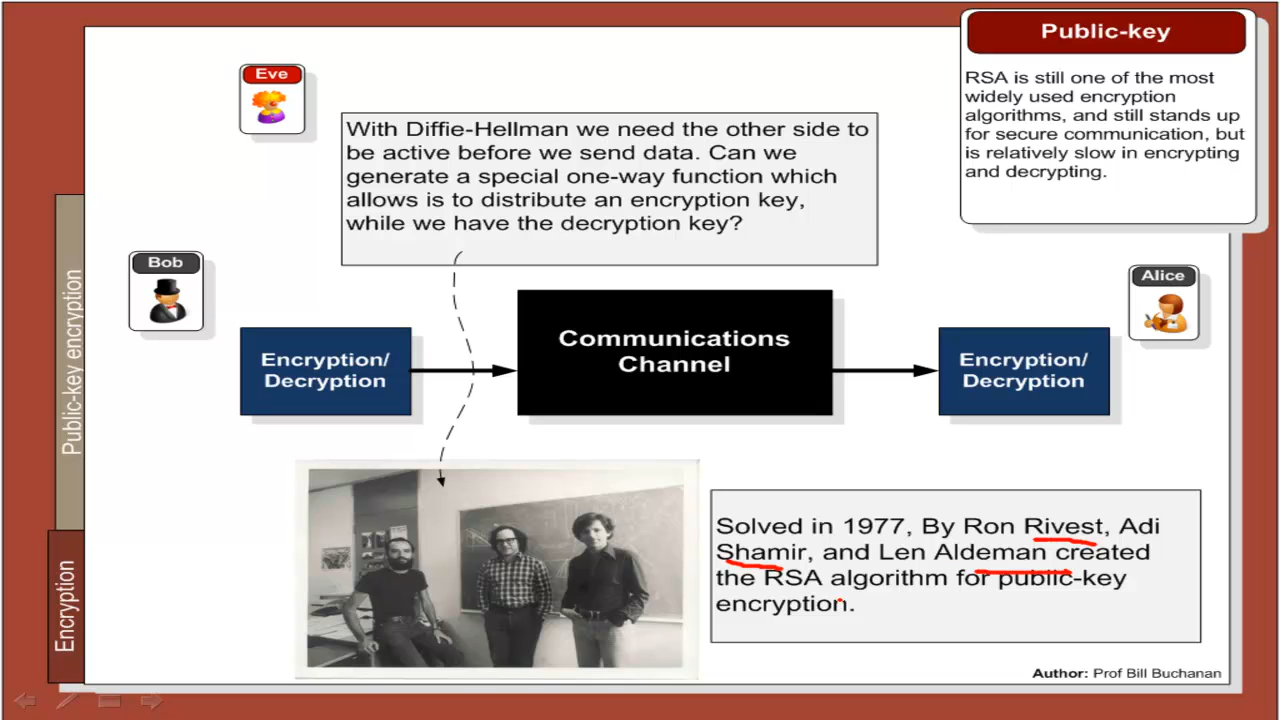 Public-key
RSA is still one of the most
widely used encryption
algorithms, and still stands up
for secure communication, but
is relatively slow in encrypting
and decrypting.
Eve
With Diffie-Hellman we need the other side to
be active before we send data. Can we
generate a special one-way function which
allows is to distribute an encryption key,
while we have the decryption key?
Bob
Alice
Encryption/
Decryption
Communications
Channel
Encryption/
Decryption
Public-key encryption
Encryption
Solved in 1977, By Ron Rivest, Adi
Shamir, and Len Aldeman created
the RSA algorithm for public-key
encryption.
Author: Prof Bill Buchanan